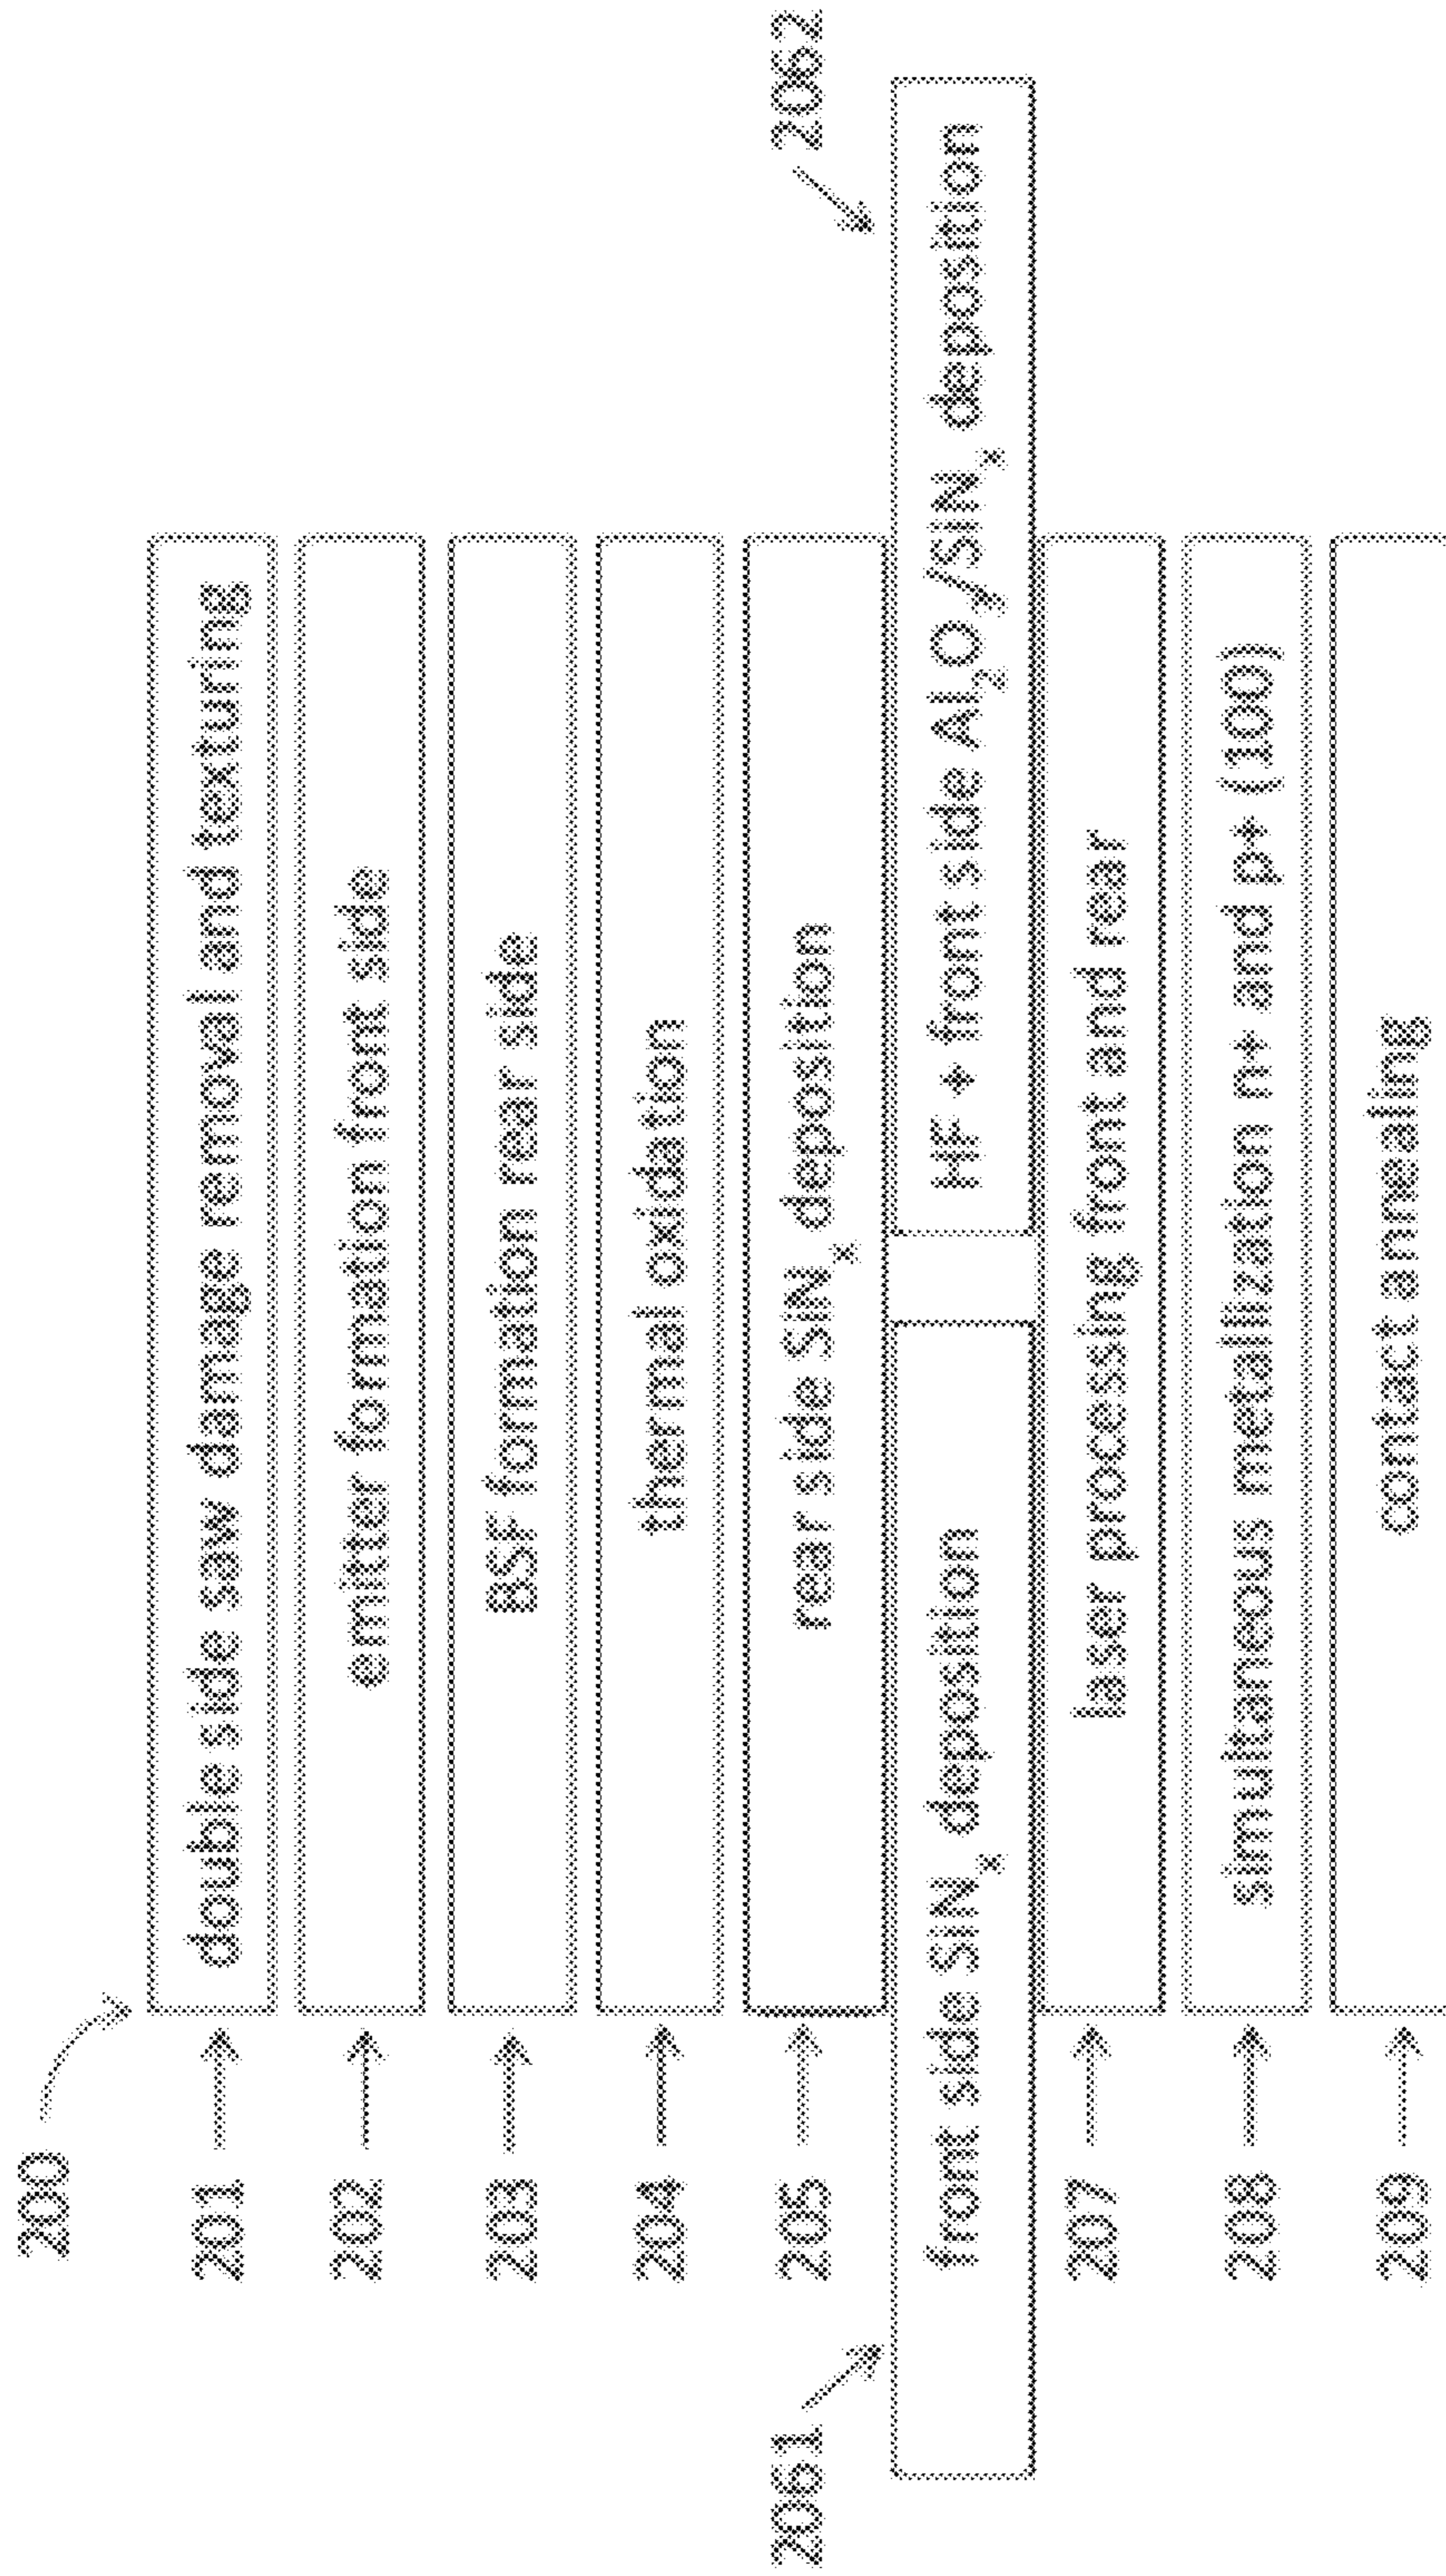 200
201 double side saw damage removal and texturing
202 emitter formation front side
203 BSF formation rear side
204 thermal oxidation
205 rear side SiNx deposition
2061 front side SiNx deposition
HF + front side Al2Oy/SiNx deposition 2062
207 laser processing front and rear
208 simultaneous metallization n+ and p+ (100)
209 contact annealing